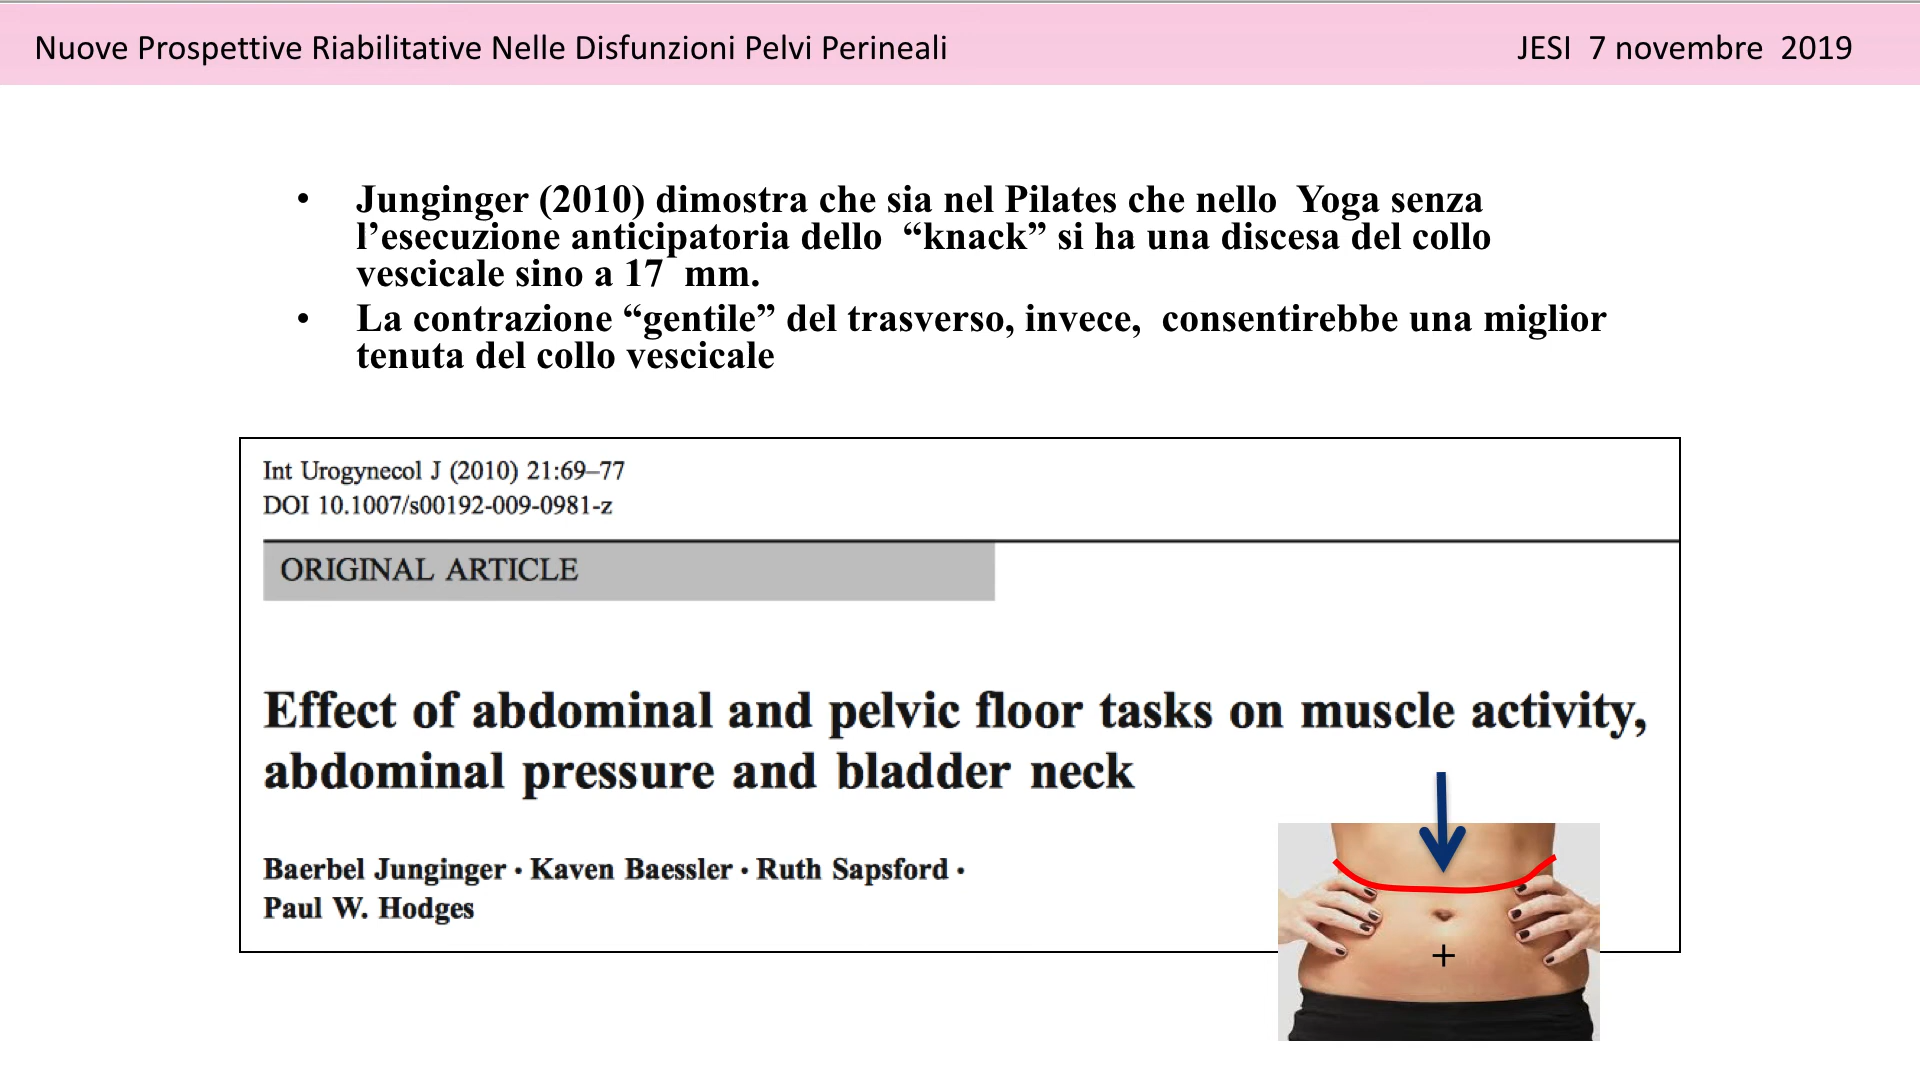 Nuove Prospettive Riabilitative Nelle Disfunzioni Pelvi Perineali JESI 7 novembre 2019
• Junginger (2010) dimostra che sia nel Pilates che nello Yoga senza
l’esecuzione anticipatoria dello “knack” si ha una discesa del collo
vescicale sino a 17 mm.
• La contrazione “gentile” del trasverso, invece, consentirebbe una miglior
tenuta del collo vescicale
Int Urogynecol J (2010) 21:69–77
DOI 10.1007/s00192-009-0981-z
ORIGINAL ARTICLE
Effect of abdominal and pelvic floor tasks on muscle activity,
abdominal pressure and bladder neck
Baerbel Junginger · Kaven Baessler · Ruth Sapsford ·
Paul W. Hodges
+